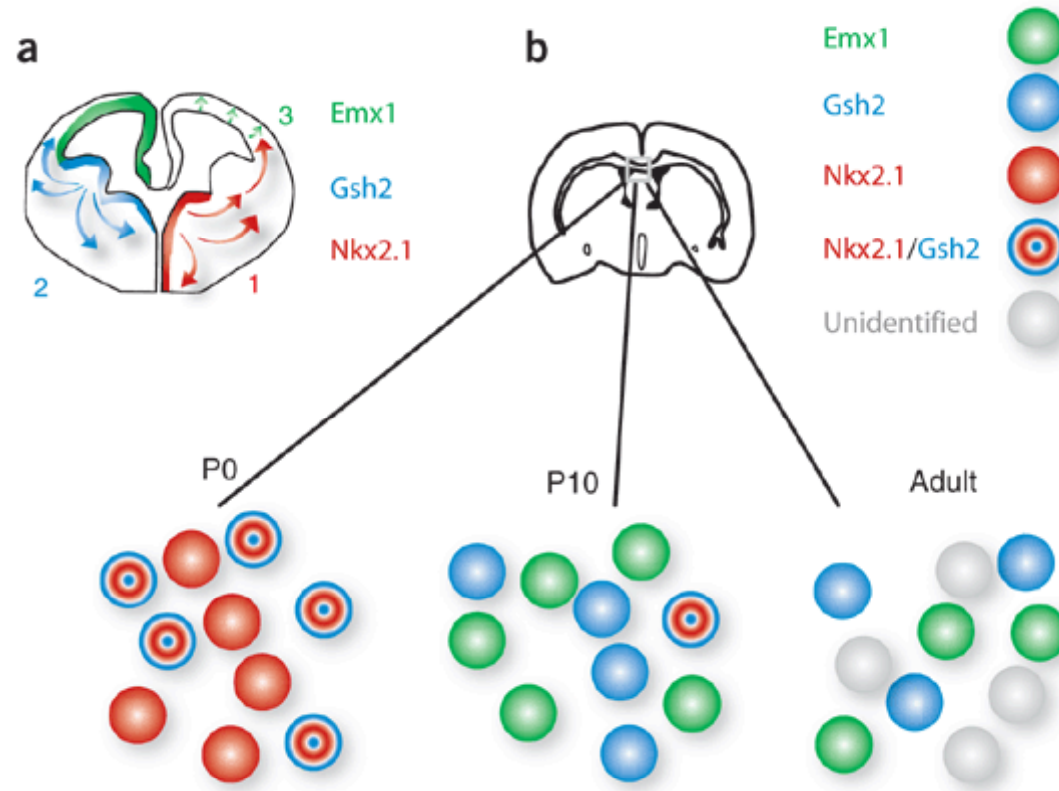 a
b
Emx1
Gsh2
Nkx2.1
3
2
1
Emx1
Gsh2
Nkx2.1
Nkx2.1/Gsh2
Unidentified
P0
P10
Adult